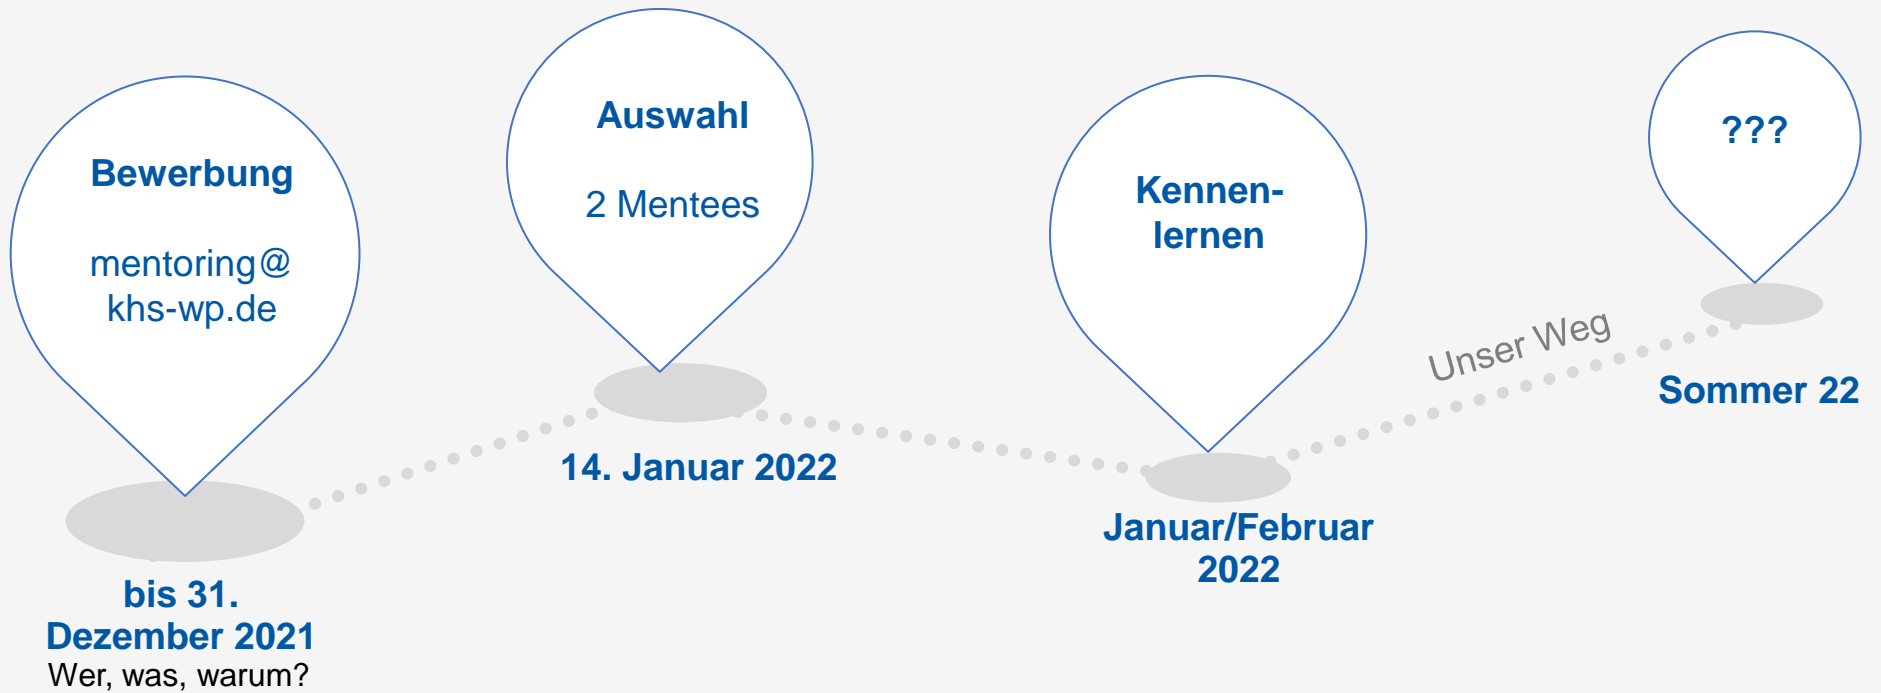 Bewerbung
mentoring@
khs-wp.de
bis 31.
Dezember 2021
Wer, was, warum?
Auswahl
2 Mentees
14. Januar 2022
Kennen-
lernen
Januar/Februar
2022
Unser Weg
???
Sommer 22